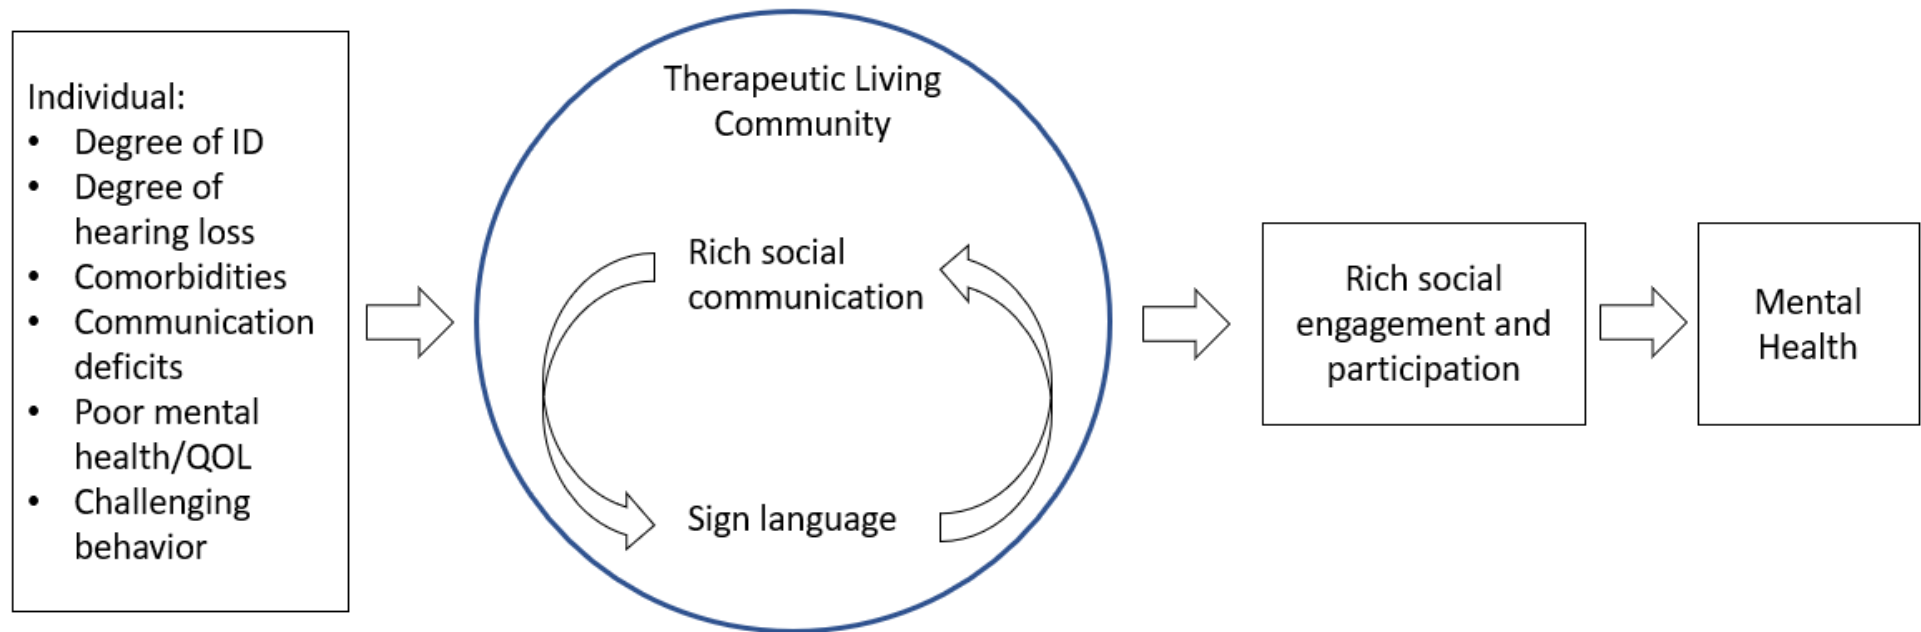 Individual:
• Degree of ID
• Degree of
hearing loss
• Comorbidities
• Communication
deficits
• Poor mental
health/QOL
• Challenging
behavior
Therapeutic Living
Community
Rich social
communication
Sign language
Rich social
engagement and
participation
Mental
Health